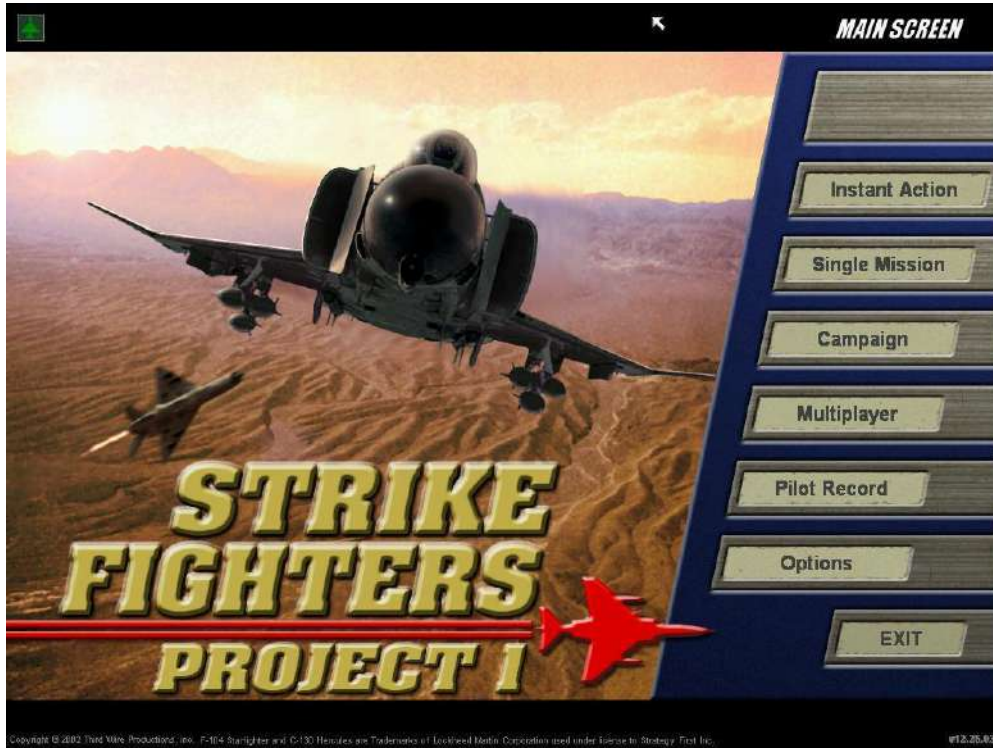 MAIN SCREEN
Instant Action
Single Mission
Campaign
Multiplayer
Pilot Record
Options
EXIT
STRIKE
FIGHTERS
PROJECT 1
Copyright © 2002 Third Wire Productions, Inc. F-104 Starfighter and C-130 Hercules are Trademarks of Lockheed Martin Corporation used under license to Strategy First Inc.